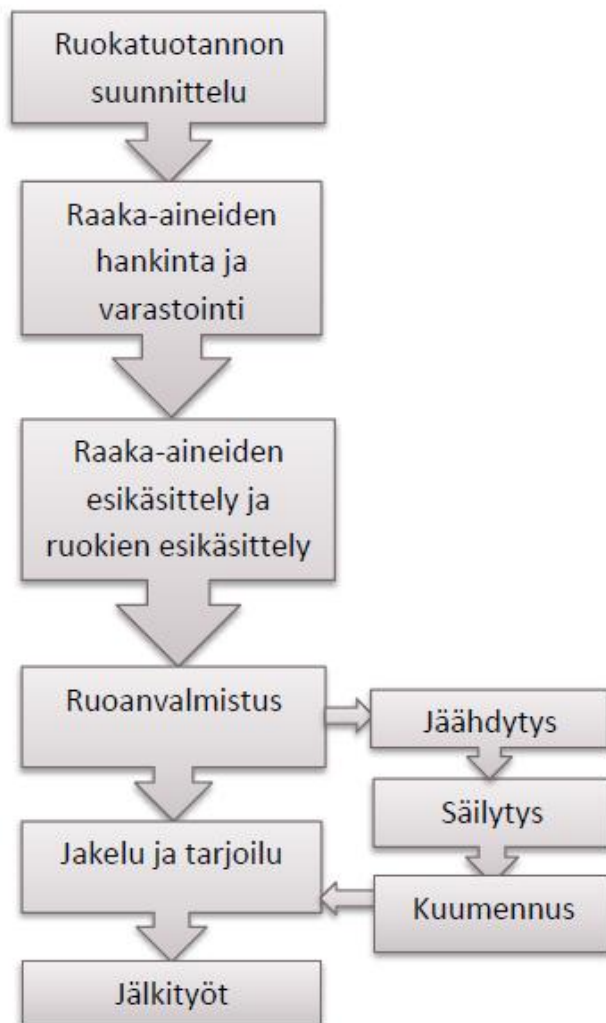 Ruokatuotannon
suunnittelu
Raaka-aineiden
hankinta ja
varastointi
Raaka-aineiden
esikäsittely ja
ruokien esikäsittely
Ruoanvalmistus
Jäähdytys
Säilytys
Kuumennus
Jakelu ja tarjoilu
Jälkityöt